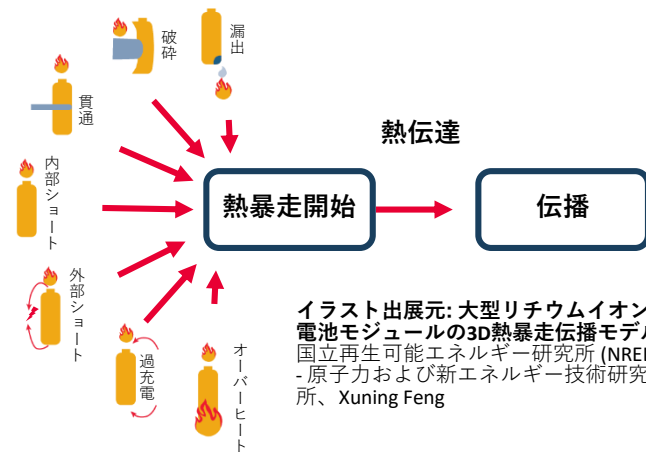 破砕
漏出
貫通
内部ショート
外部ショート
過充電
オーバーヒート
熱暴走開始
熱伝達
伝播
イラスト出展元: 大型リチウムイオン
電池モジュールの3D熱暴走伝播モデル
国立再生可能エネルギー研究所 (NREL
- 原子力および新エネルギー技術研究
所、Xuning Feng